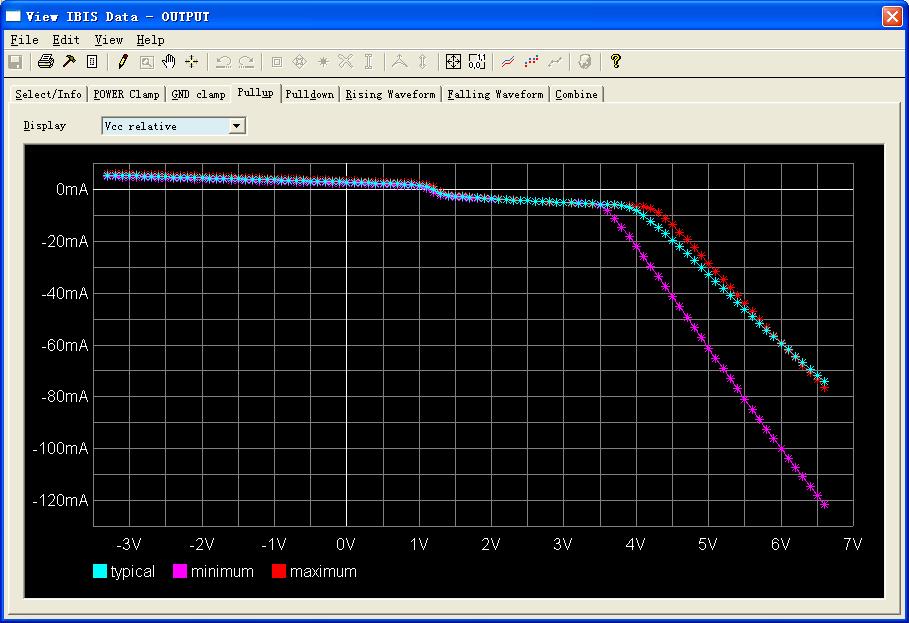 View IBIS Data - OUTPUT
File Edit View Help
Select/Info POWER Clamp GND clamp Pullup Pulldown Rising Waveform Falling Waveform Combine
Display Vcc relative
0mA
-20mA
-40mA
-60mA
-80mA
-100mA
-120mA
-3V -2V -1V 0V 1V 2V 3V 4V 5V 6V 7V
typical minimum maximum